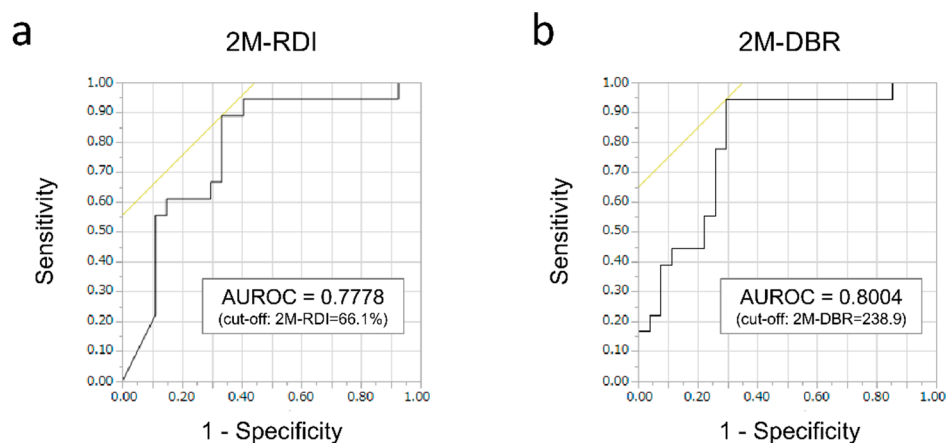 a
2M-RDI
Sensitivity
1.00
0.90
0.80
0.70
0.60
0.50
0.40
0.30
0.20
0.10
0.00
AUROC = 0.7778
(cut-off: 2M-RDI=66.1%)
0.00 0.20 0.40 0.60 0.80 1.00
1 - Specificity
b
2M-DBR
Sensitivity
1.00
0.90
0.80
0.70
0.60
0.50
0.40
0.30
0.20
0.10
0.00
AUROC = 0.8004
(cut-off: 2M-DBR=238.9)
0.00 0.20 0.40 0.60 0.80 1.00
1 - Specificity